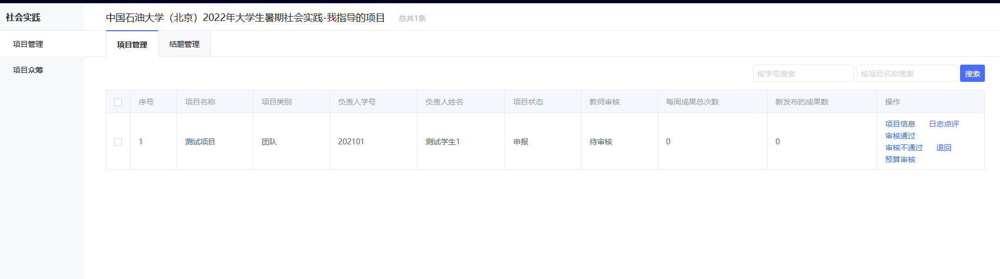 社会实践
中国石油大学（北京）2022年大学生暑期社会实践-我指导的项目 总共1条
项目管理
项目众筹
项目管理 结题管理
按学号搜索 按项目名称搜索 搜索
序号 项目名称 项目类别 负责人学号 负责人姓名 项目状态 教师审核 每周成果总次数 新发布的成果数 操作
1 测试项目 团队 202101 测试学生1 申报 待审核 0 0
项目信息 日志点评
审核通过
审核不通过 退回
预算审核